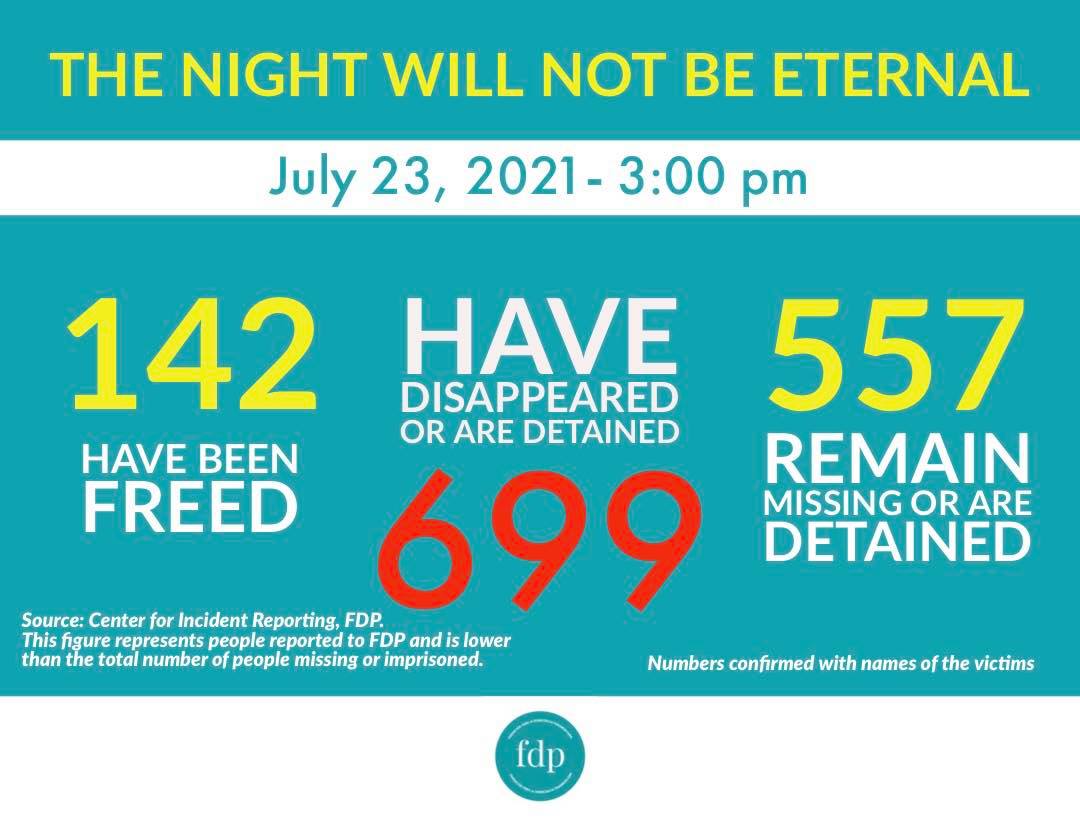 THE NIGHT WILL NOT BE ETERNAL
July 23, 2021- 3:00 pm
142
HAVE BEEN
FREED
HAVE
DISAPPEARED
OR ARE DETAINED
699
557
REMAIN
MISSING OR ARE
DETAINED
Source: Center for Incident Reporting, FDP.
This figure represents people reported to FDP and is lower
than the total number of people missing or imprisoned.
Numbers confirmed with names of the victims
fdp